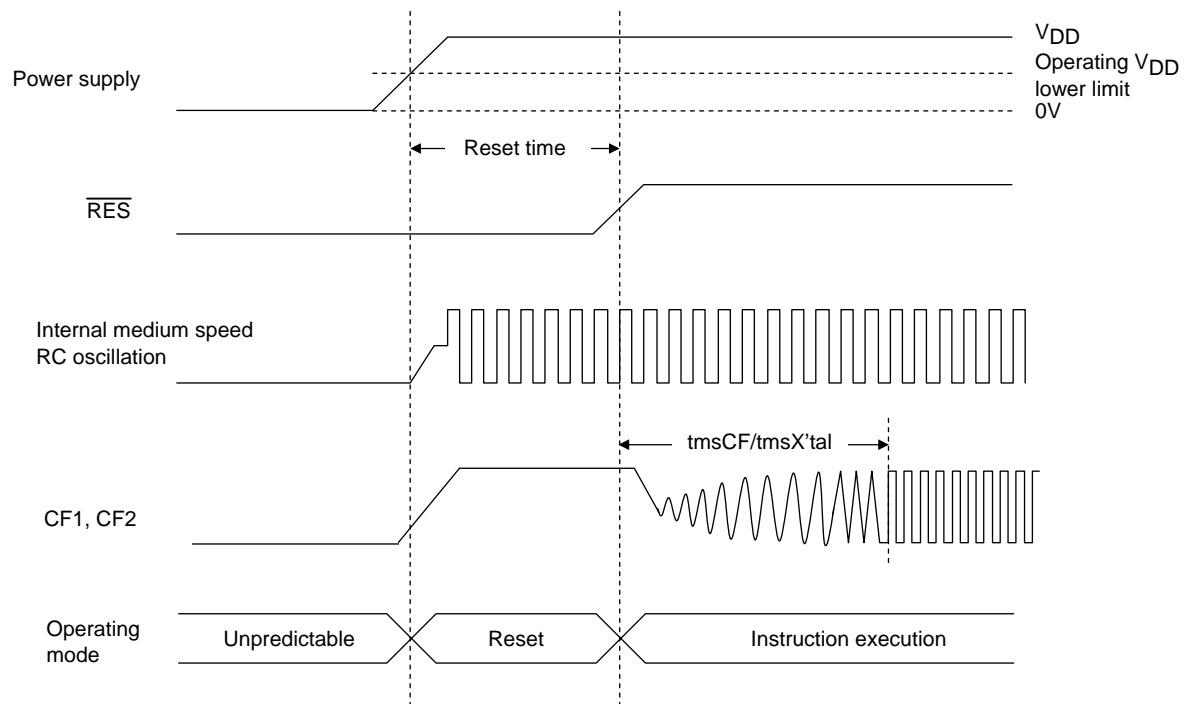 VDD
Operating VDD
lower limit
0V
Power supply
Reset time
RES
Internal medium speed
RC oscillation
tmsCF/tmsX'tal
CF1, CF2
Operating
mode
Unpredictable
Reset
Instruction execution